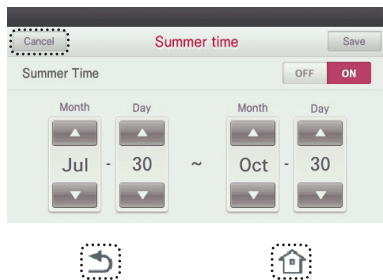 Cancel Summer time Save
Summer Time OFF ON
Month Day Month Day
Jul - 30 ~ Oct - 30